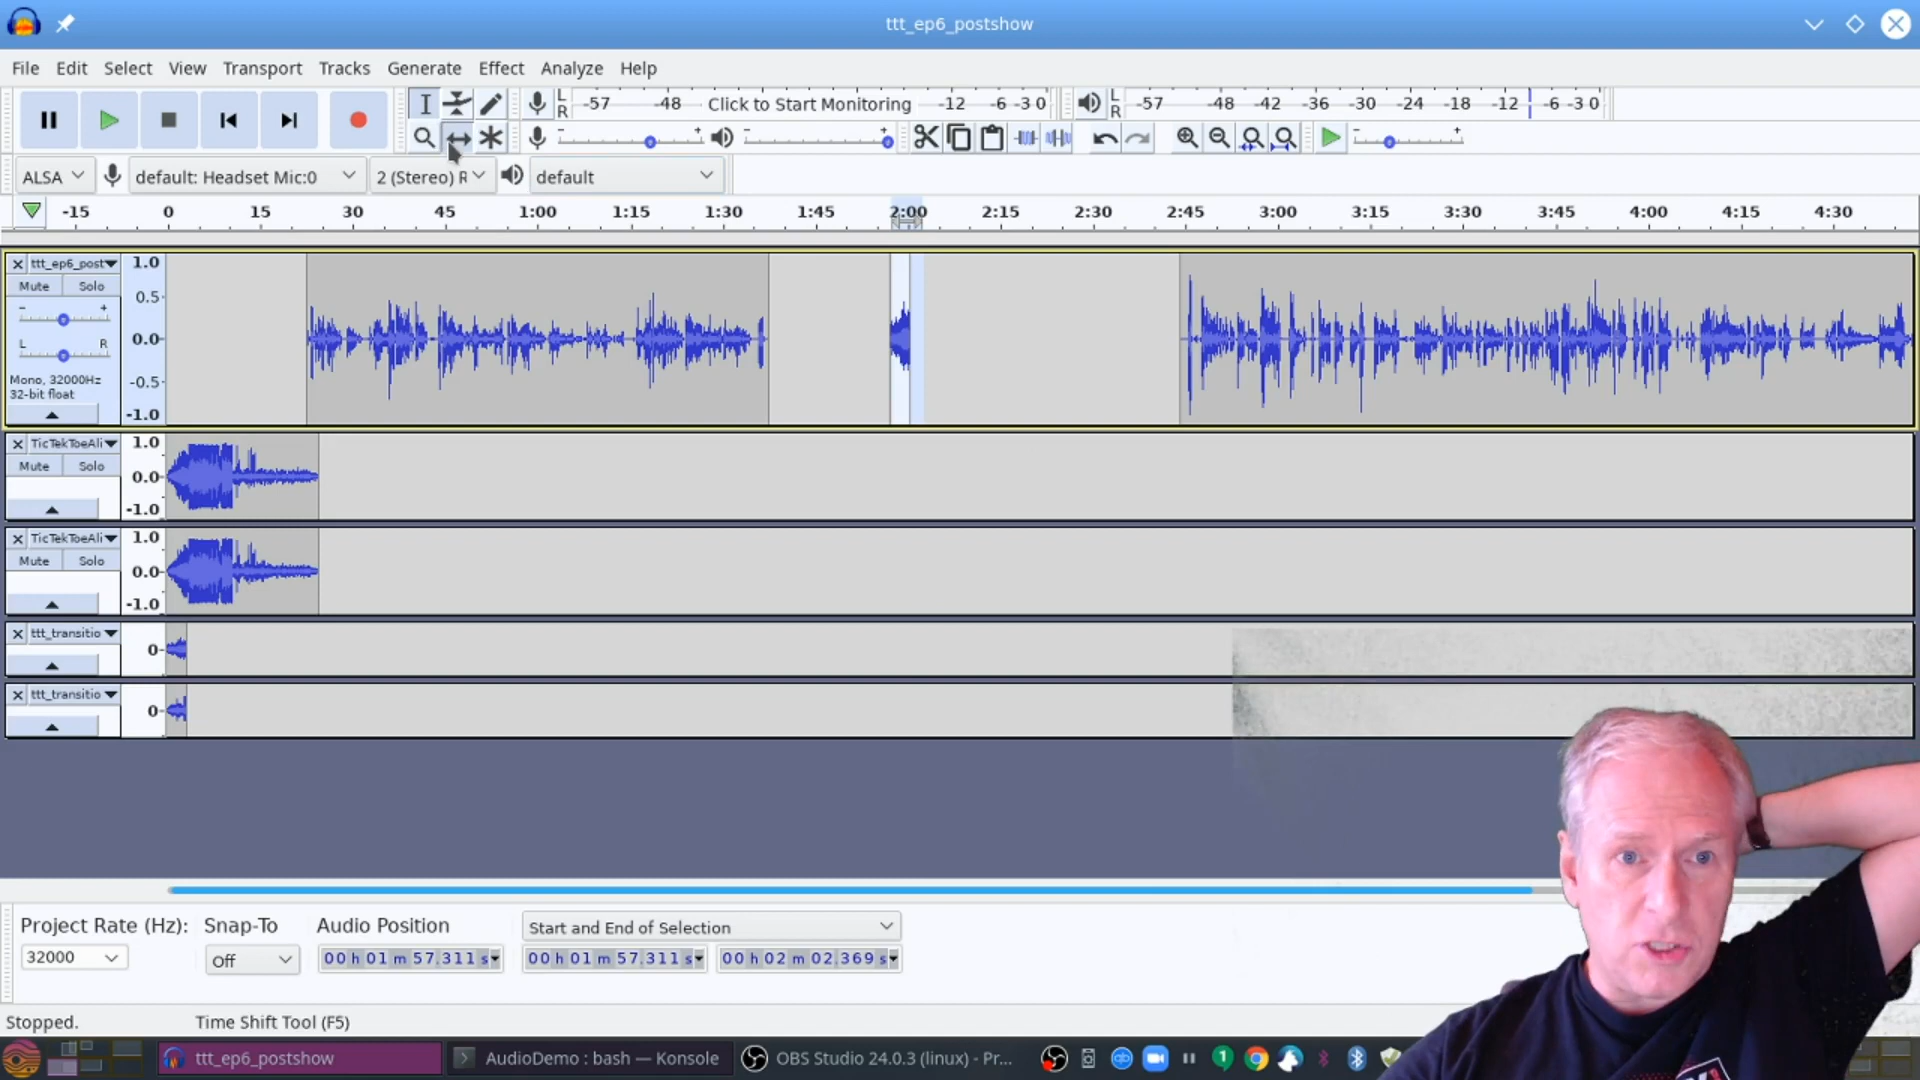 ttt_ep6_postshow
File Edit Select View Transport Tracks Generate Effect Analyze Help
L R -57 -48 Click to Start Monitoring -12 -6 -3 0 L R -57 -48 -42 -36 -30 -24 -18 -12 -6 -3 0
- + - + - +
ALSA default: Headset Mic:0 2 (Stereo) R default
-15 0 15 30 45 1:00 1:15 1:30 1:45 2:00 2:15 2:30 2:45 3:00 3:15 3:30 3:45 4:00 4:15 4:30
ttt_ep6_post 1.0
Mute Solo
- + 0.5
L R 0.0
Mono, 32000Hz -0.5
32-bit float
-1.0
TicTekToeAli 1.0
Mute Solo
0.0
-1.0
TicTekToeAli 1.0
Mute Solo
0.0
-1.0
ttt_transitio
0
ttt_transitio
0
Project Rate (Hz): Snap-To Audio Position Start and End of Selection
32000 Off 00 h 01 m 57.311 s 00 h 01 m 57.311 s 00 h 02 m 02.369 s
Stopped. Time Shift Tool (F5)
ttt_ep6_postshow AudioDemo : bash — Konsole OBS Studio 24.0.3 (linux) - Pr... qb 1